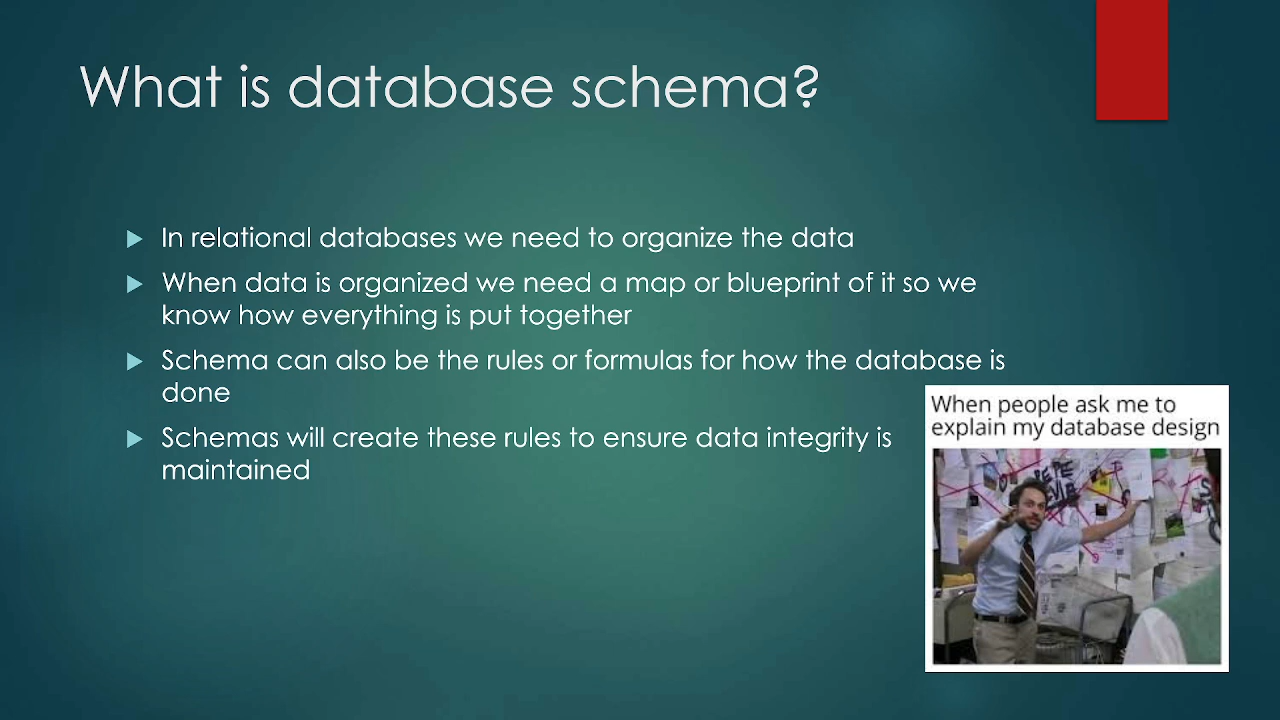 What is database schema?
In relational databases we need to organize the data
When data is organized we need a map or blueprint of it so we
know how everything is put together
Schema can also be the rules or formulas for how the database is
done
Schemas will create these rules to ensure data integrity is
maintained
When people ask me to
explain my database design